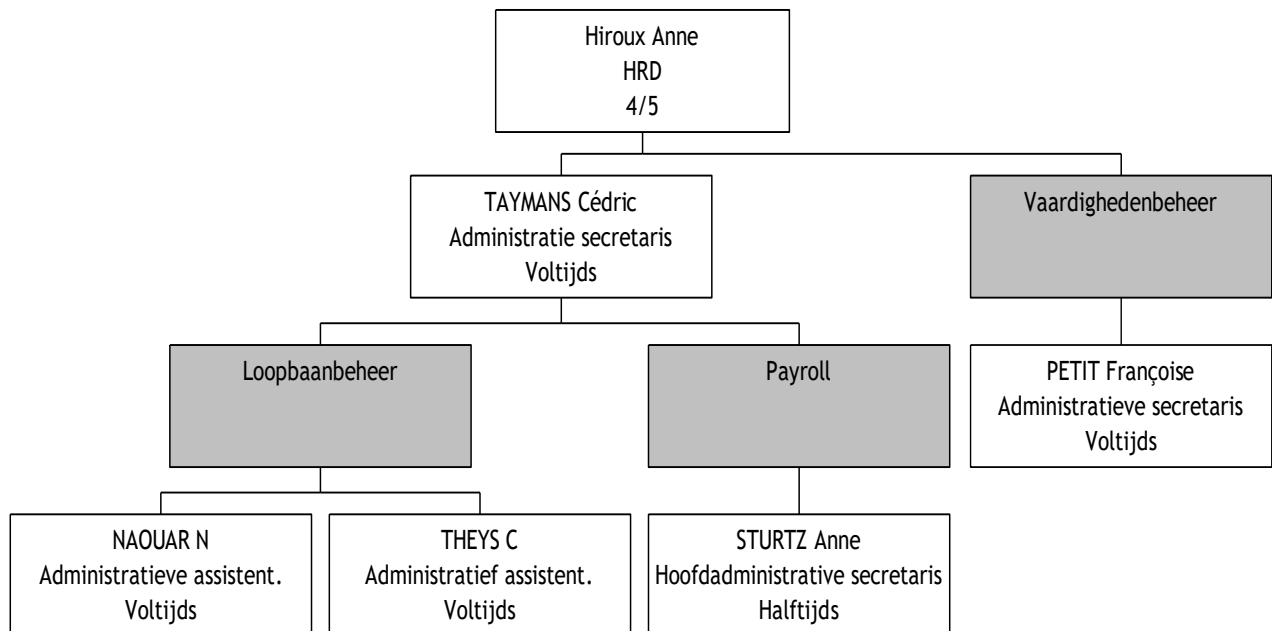 Hiroux Anne
HRD
4/5
TAYMANS Cédric
Administratie secretaris
Voltijds
Vaardighedenbeheer
Loopbaanbeheer
Payroll
PETIT Françoise
Administratieve secretaris
Voltijds
NAOUAR N
Administratieve assistent.
Voltijds
THEYS C
Administratief assistent.
Voltijds
STURTZ Anne
Hoofdadministrative secretaris
Halftijds